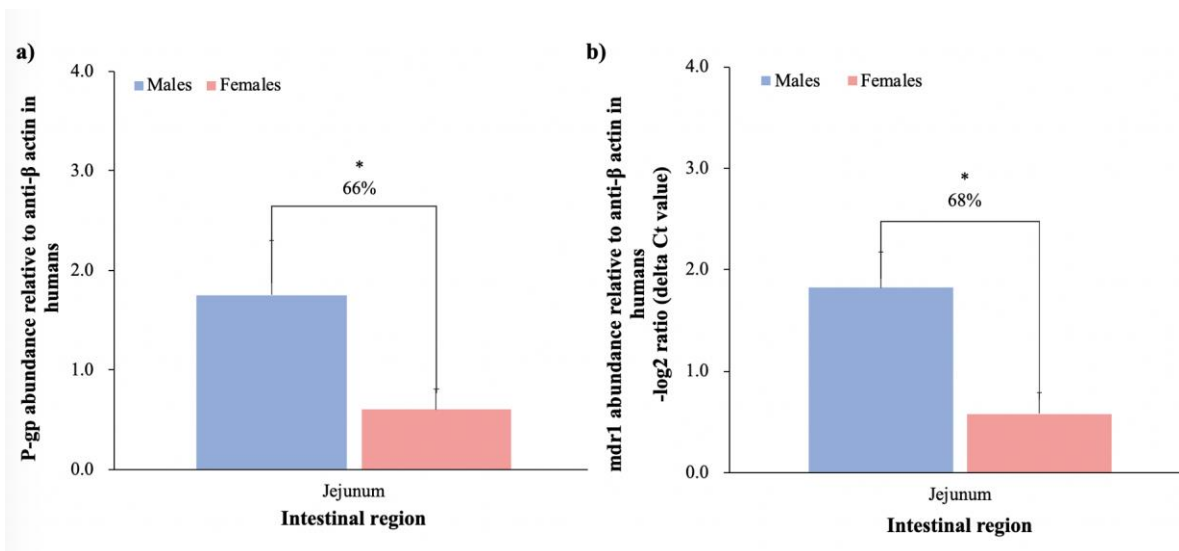 a)
P-gp abundance relative to anti-β actin in
humans
4.0
3.0
2.0
1.0
0.0
Males
Females
*
66%
Jejunum
Intestinal region
b)
mdr1 abundance relative to anti-β actin in
humans
-log2 ratio (delta Ct value)
4.0
3.0
2.0
1.0
0.0
Males
Females
*
68%
Jejunum
Intestinal region